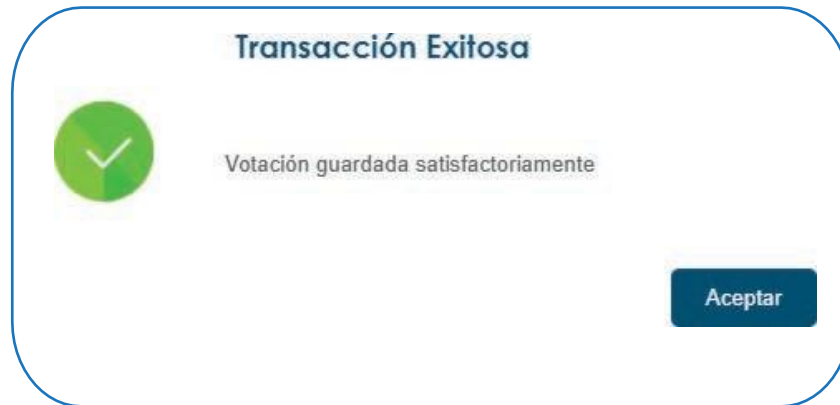 Transacción Exitosa
Votación guardada satisfactoriamente
Aceptar